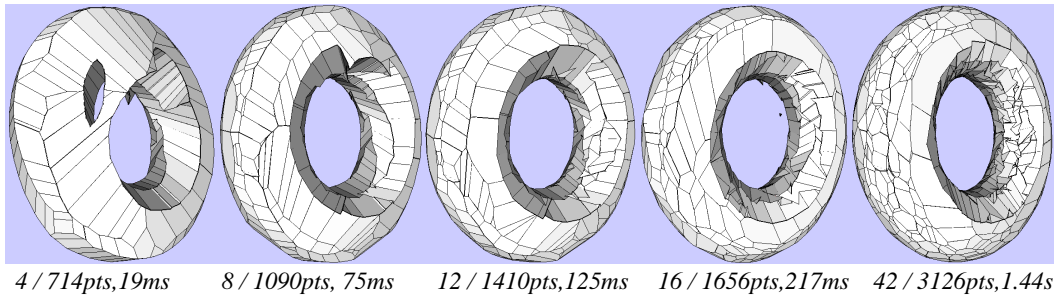 4 / 714pts,19ms 8 / 1090pts, 75ms 12 / 1410pts,125ms 16 / 1656pts,217ms 42 / 3126pts,1.44s